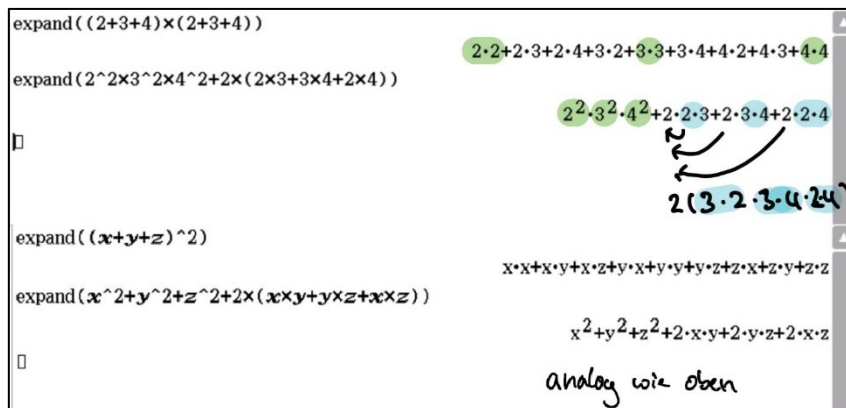 expand((2+3+4)×(2+3+4))
2·2+2·3+2·4+3·2+3·3+3·4+4·2+4·3+4·4
expand(2^2×3^2×4^2+2×(2×3+3×4+2×4))
2²·3²·4²+2·2·3+2·3·4+2·2·4
2(3·2·3·4·2·4)
expand((x+y+z)^2)
x·x+x·y+x·z+y·x+y·y+y·z+z·x+z·y+z·z
expand(x^2+y^2+z^2+2×(x×y+y×z+x×z))
x²+y²+z²+2·x·y+2·y·z+2·x·z
analog wie oben